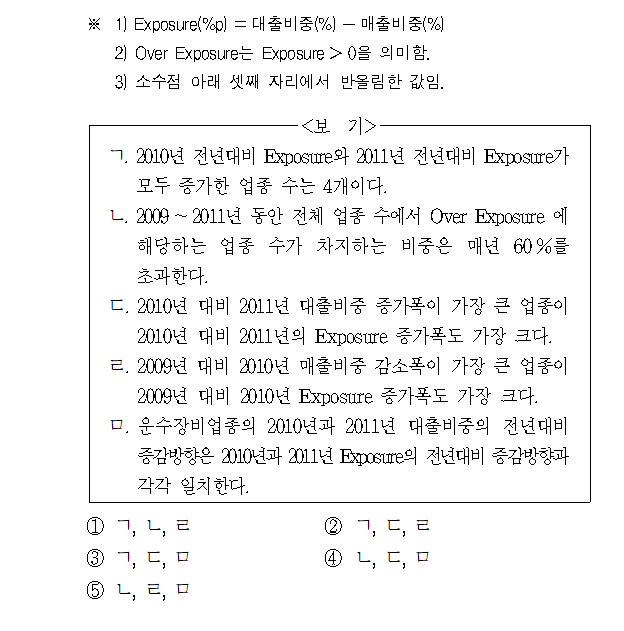 ※ 1) Exposure(%p) = 대출비중(%) - 매출비중(%)
2) Over Exposure는 Exposure > 0을 의미함.
3) 소수점 아래 셋째 자리에서 반올림한 값임.
<보 기>
ㄱ. 2010년 전년대비 Exposure와 2011년 전년대비 Exposure가
모두 증가한 업종 수는 4개이다.
ㄴ. 2009 ~ 2011년 동안 전체 업종 수에서 Over Exposure 에
해당하는 업종 수가 차지하는 비중은 매년 60 %를
초과한다.
ㄷ. 2010년 대비 2011년 대출비중 증가폭이 가장 큰 업종이
2010년 대비 2011년의 Exposure 증가폭도 가장 크다.
ㄹ. 2009년 대비 2010년 매출비중 감소폭이 가장 큰 업종이
2009년 대비 2010년 Exposure 증가폭도 가장 크다.
ㅁ. 운수장비업종의 2010년과 2011년 대출비중의 전년대비
증감방향은 2010년과 2011년 Exposure의 전년대비 증감방향과
각각 일치한다.
① ㄱ, ㄴ, ㄹ ② ㄱ, ㄷ, ㄹ
③ ㄱ, ㄷ, ㅁ ④ ㄴ, ㄷ, ㅁ
⑤ ㄴ, ㄹ, ㅁ